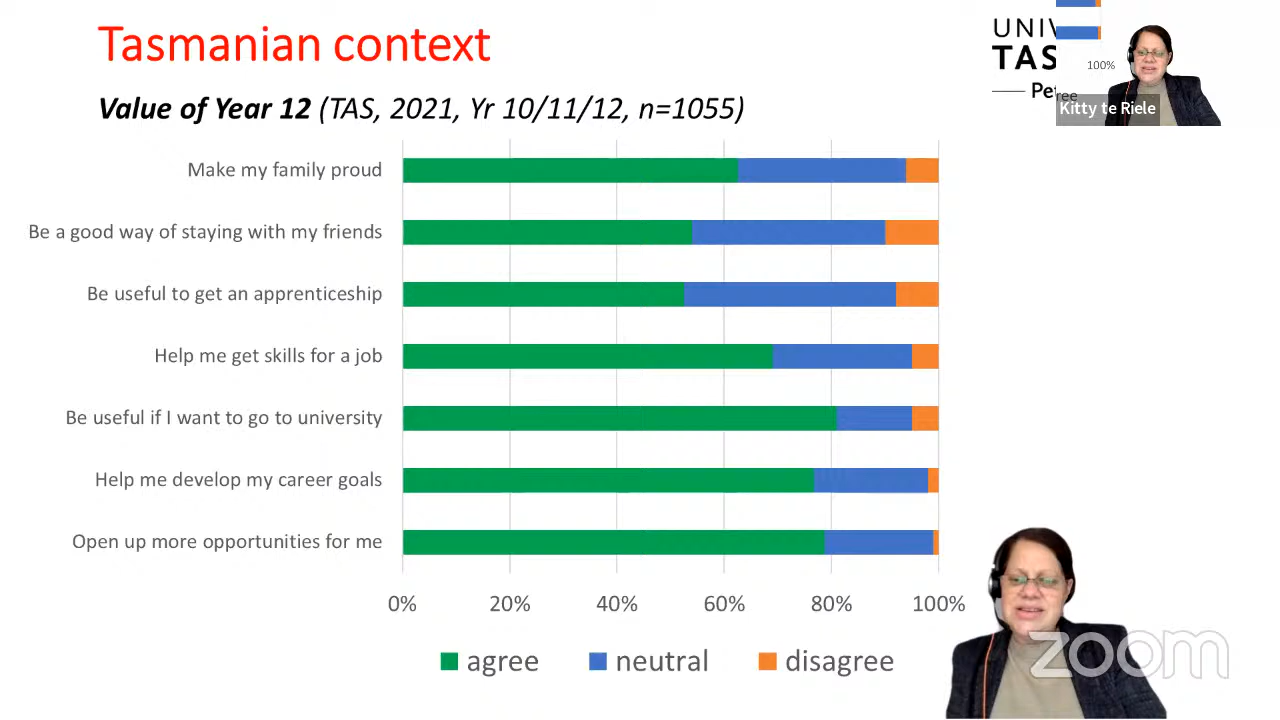 Tasmanian context
Value of Year 12 (TAS, 2021, Yr 10/11/12, n=1055)
UNIV
TAS
Pet
100%
ree
Kitty te Riele
Make my family proud
Be a good way of staying with my friends
Be useful to get an apprenticeship
Help me get skills for a job
Be useful if I want to go to university
Help me develop my career goals
Open up more opportunities for me
0% 20% 40% 60% 80% 100%
agree neutral disagree
zoom